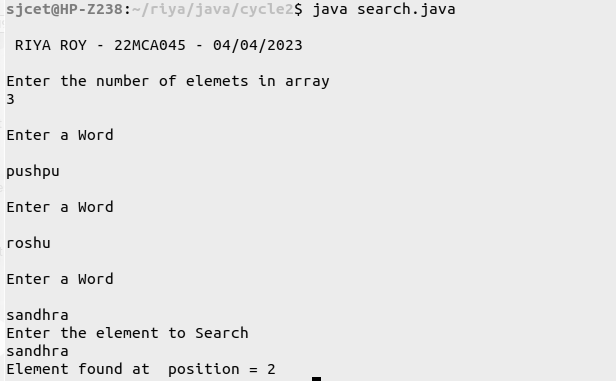 sjcet@HP-Z238:~/riya/java/cycle2$ java search.java
RIYA ROY - 22MCA045 - 04/04/2023
Enter the number of elemets in array
3
Enter a Word
pushpu
Enter a Word
roshu
Enter a Word
sandhra
Enter the element to Search
sandhra
Element found at  position = 2